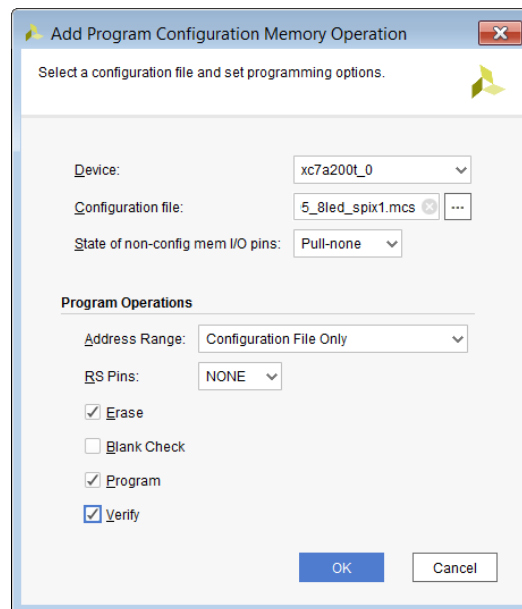 Add Program Configuration Memory Operation
Select a configuration file and set programming options.
Device: xc7a200t_0
Configuration file: 5_8led_spix1.mcs ...
State of non-config mem I/O pins: Pull-none
Program Operations
Address Range: Configuration File Only
RS Pins: NONE
Erase
Blank Check
Program
Verify
OK Cancel